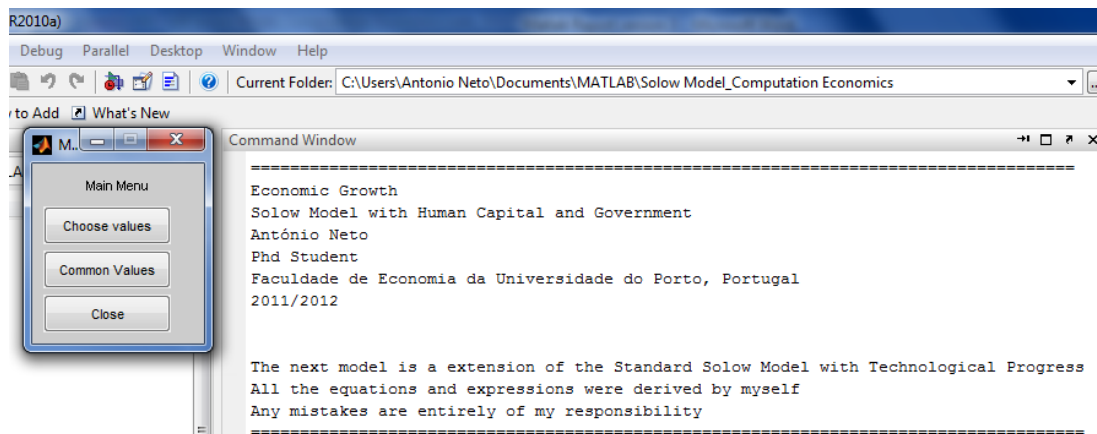 R2010a)
Debug Parallel Desktop Window Help
Current Folder: C:\Users\Antonio Neto\Documents\MATLAB\Solow Model_Computation Economics
to Add What's New
M..
Command Window
Main Menu
Choose values
Common Values
Close
Economic Growth
Solow Model with Human Capital and Government
António Neto
Phd Student
Faculdade de Economia da Universidade do Porto, Portugal
2011/2012
The next model is a extension of the Standard Solow Model with Technological Progress
All the equations and expressions were derived by myself
Any mistakes are entirely of my responsibility